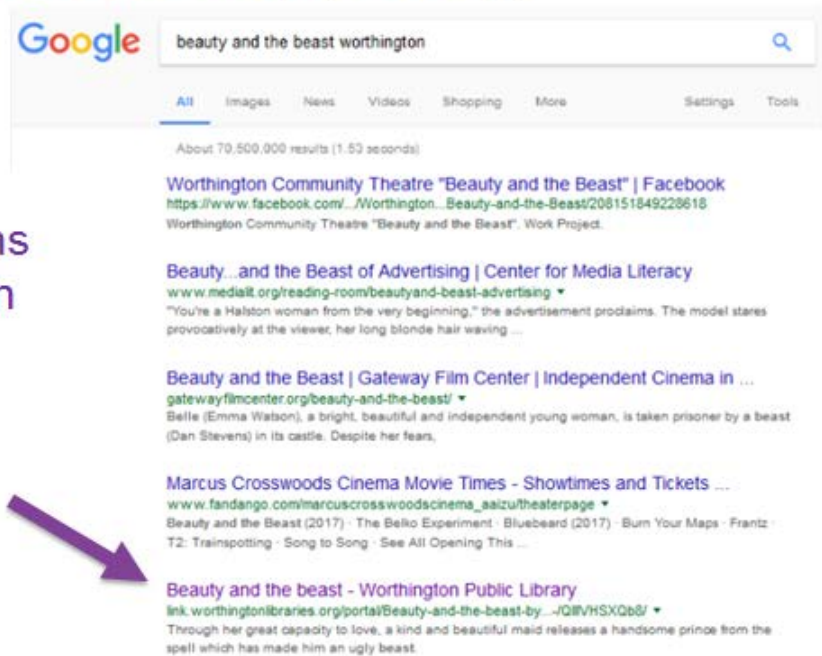 Google
beauty and the beast worthington
All Images News Videos Shopping More Settings Tools
About 70,500,000 results (1.53 seconds)
Worthington Community Theatre "Beauty and the Beast" | Facebook
https://www.facebook.com/.../Worthington...Beauty-and-the-Beast/208151849228618
Worthington Community Theatre "Beauty and the Beast". Work Project.
Beauty...and the Beast of Advertising | Center for Media Literacy
www.medialit.org/reading-room/beautyand-beast-advertising
"You're a Halston woman from the very beginning," the advertisement proclaims. The model stares
provocatively at the viewer, her long blonde hair waving ...
Beauty and the Beast | Gateway Film Center | Independent Cinema in ...
gatewayfilmcenter.org/beauty-and-the-beast/
Belle (Emma Watson), a bright, beautiful and independent young woman, is taken prisoner by a beast
(Dan Stevens) in its castle. Despite her fears,
Marcus Crosswoods Cinema Movie Times - Showtimes and Tickets ...
www.fandango.com/marcuscrosswoodscinema_aaizu/theaterpage
Beauty and the Beast (2017) · The Belko Experiment · Bluebeard (2017) · Burn Your Maps · Frantz ·
T2: Trainspotting · Song to Song · See All Opening This ...
Beauty and the beast - Worthington Public Library
link.worthingtonlibraries.org/portal/Beauty-and-the-beast-by...-/
Through her great capacity to love, a kind and beautiful maid releases a handsome prince from the
spell which has made him an ugly beast.